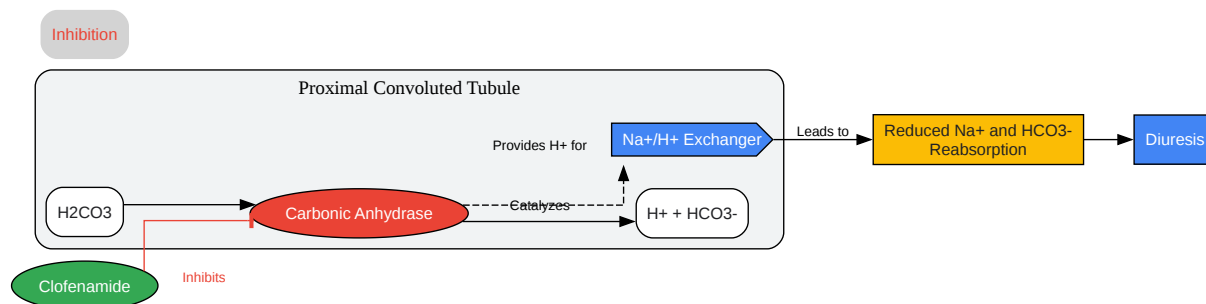 Inhibition
Proximal Convoluted Tubule
Provides H+ for
Na+/H+ Exchanger
Leads to
Reduced Na+ and HCO3-
Reabsorption
Diuresis
H2CO3
Carbonic Anhydrase
Catalyzes
H+ + HCO3-
Clofenamide
Inhibits